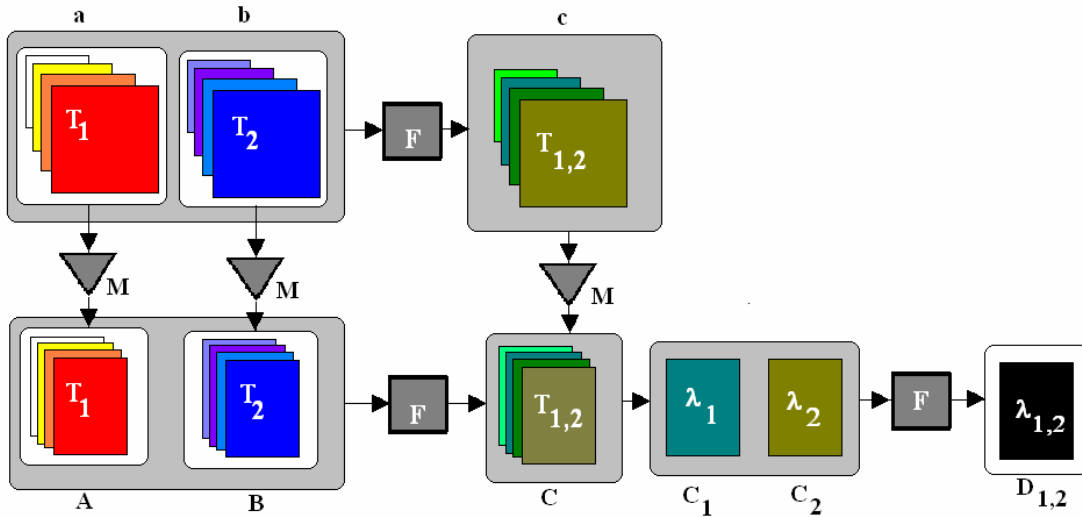 a b c
T1 T2 F T1,2
M M M
T1 T2 F T1,2 λ1 λ2 F λ1,2
A B C C1 C2 D1,2